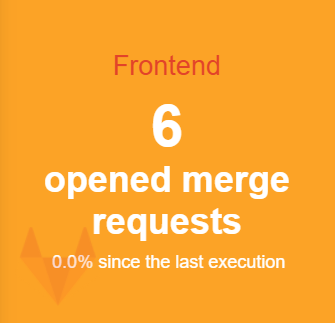 Frontend
6
opened merge
requests
0.0% since the last execution